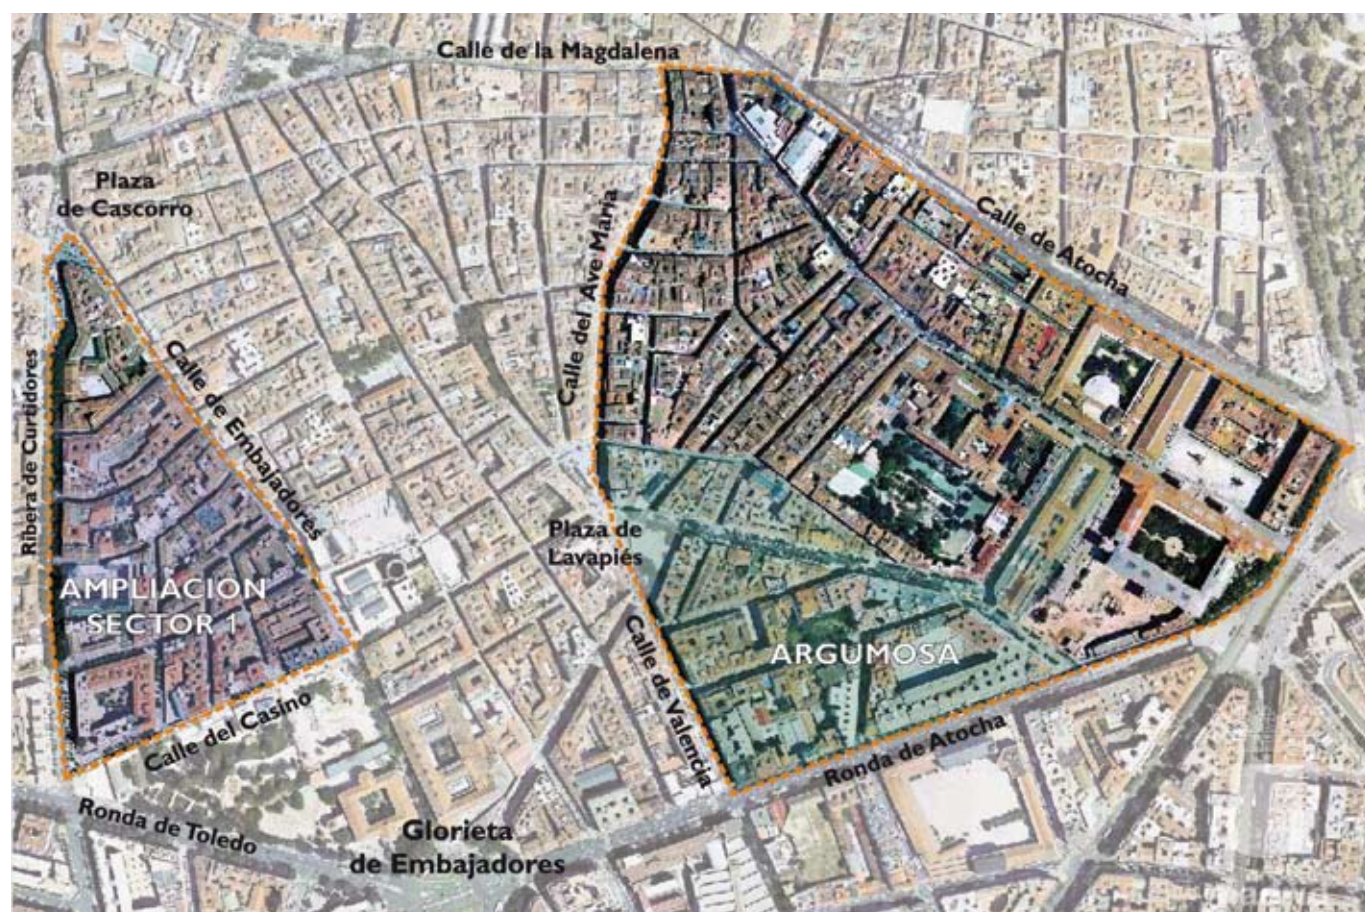 Calle de la Magdalena
Plaza
de Cascorro
Calle de Atocha
Calle del Ave María
Calle de Embajadores
Ribera de Curtidores
Plaza de
Lavapiés
AMPLIACION
SECTOR 1
ARGUMOSA
Calle de Valencia
Calle del Casino
Ronda de Atocha
Ronda de Toledo
Glorieta
de Embajadores